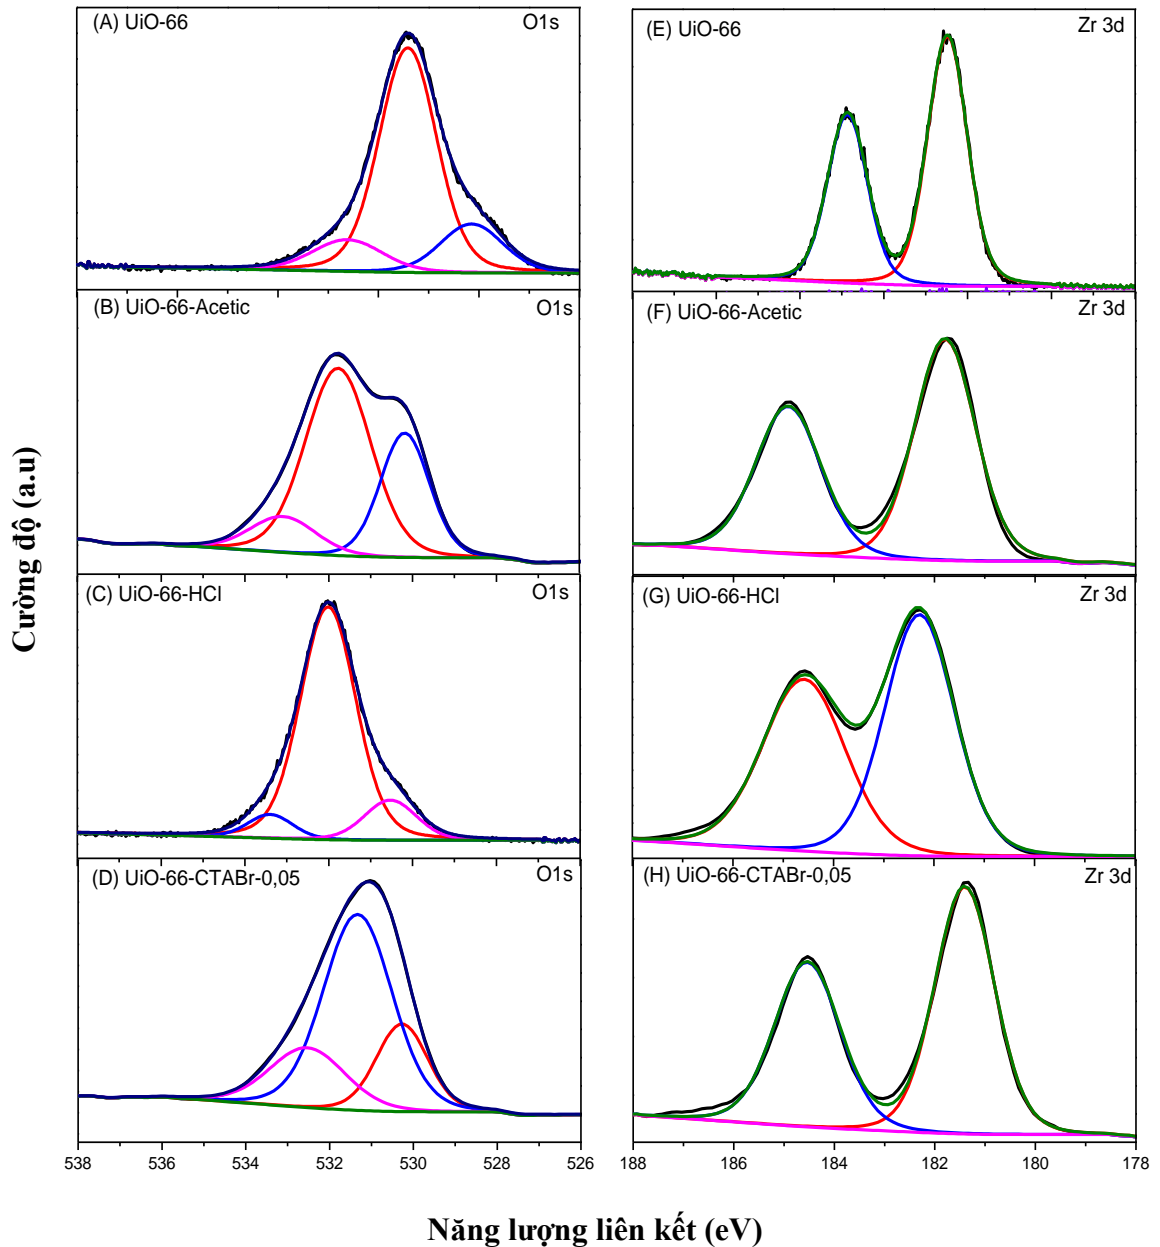 (A) UiO-66 O1s
(E) UiO-66 Zr 3d
(B) UiO-66-Acetic O1s
(F) UiO-66-Acetic Zr 3d
(C) UiO-66-HCl O1s
(G) UiO-66-HCl Zr 3d
(D) UiO-66-CTABr-0,05 O1s
(H) UiO-66-CTABr-0,05 Zr 3d
Cường độ (a.u)
538 536 534 532 530 528 526
188 186 184 182 180 178
Năng lượng liên kết (eV)